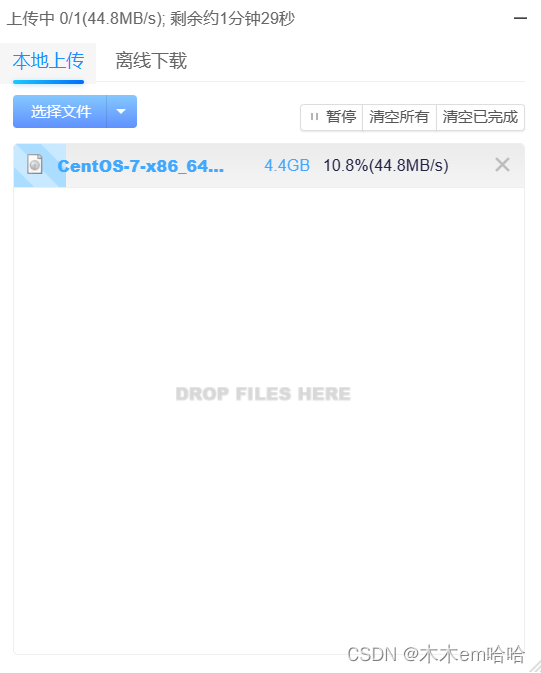 上传中 0/1(44.8MB/s); 剩余约1分钟29秒
本地上传 离线下载
选择文件 暂停 清空所有 清空已完成
CentOS-7-x86_64... 4.4GB 10.8%(44.8MB/s)
DROP FILES HERE
CSDN @木木em哈哈